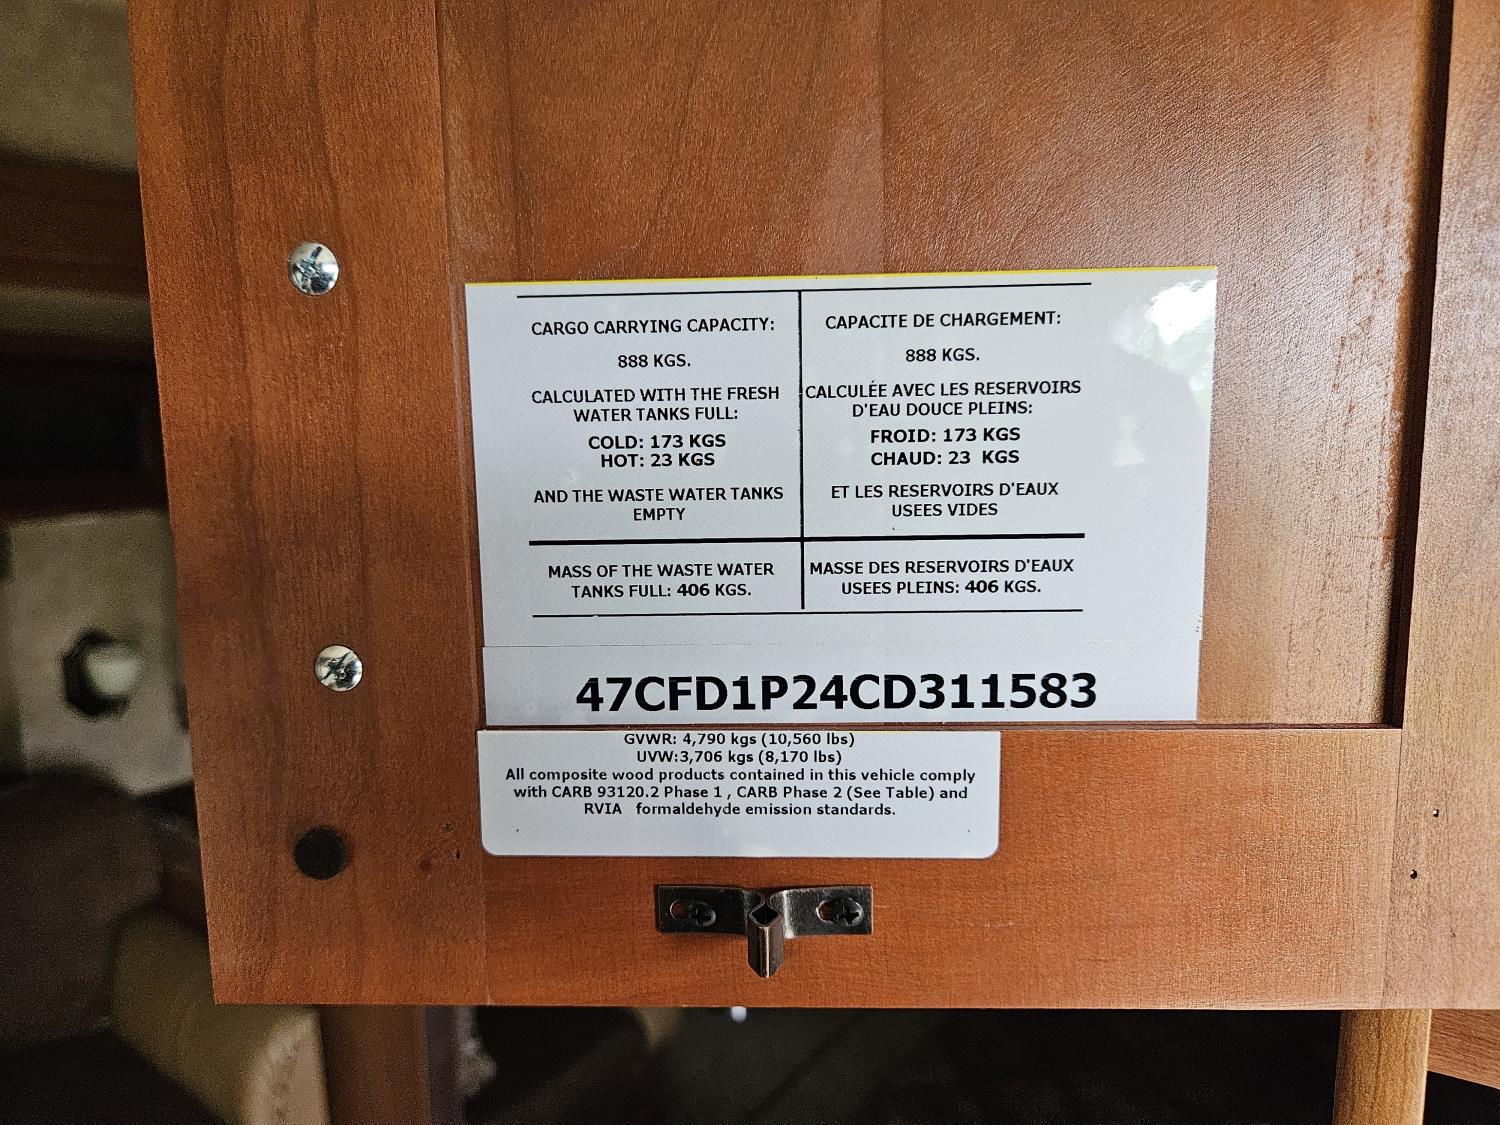 CARGO CARRYING CAPACITY:
888 KGS.
CALCULATED WITH THE FRESH
WATER TANKS FULL:
COLD: 173 KGS
HOT: 23 KGS
AND THE WASTE WATER TANKS
EMPTY
MASS OF THE WASTE WATER
TANKS FULL: 406 KGS.
CAPACITE DE CHARGEMENT:
888 KGS.
CALCULÉE AVEC LES RESERVOIRS
D'EAU DOUCE PLEINS:
FROID: 173 KGS
CHAUD: 23 KGS
ET LES RESERVOIRS D'EAUX
USEES VIDES
MASSE DES RESERVOIRS D'EAUX
USEES PLEINS: 406 KGS.
47CFD1P24CD311583
GVWR: 4,790 kgs (10,560 lbs)
UVW:3,706 kgs (8,170 lbs)
All composite wood products contained in this vehicle comply
with CARB 93120.2 Phase 1 , CARB Phase 2 (See Table) and
RVIA formaldehyde emission standards.